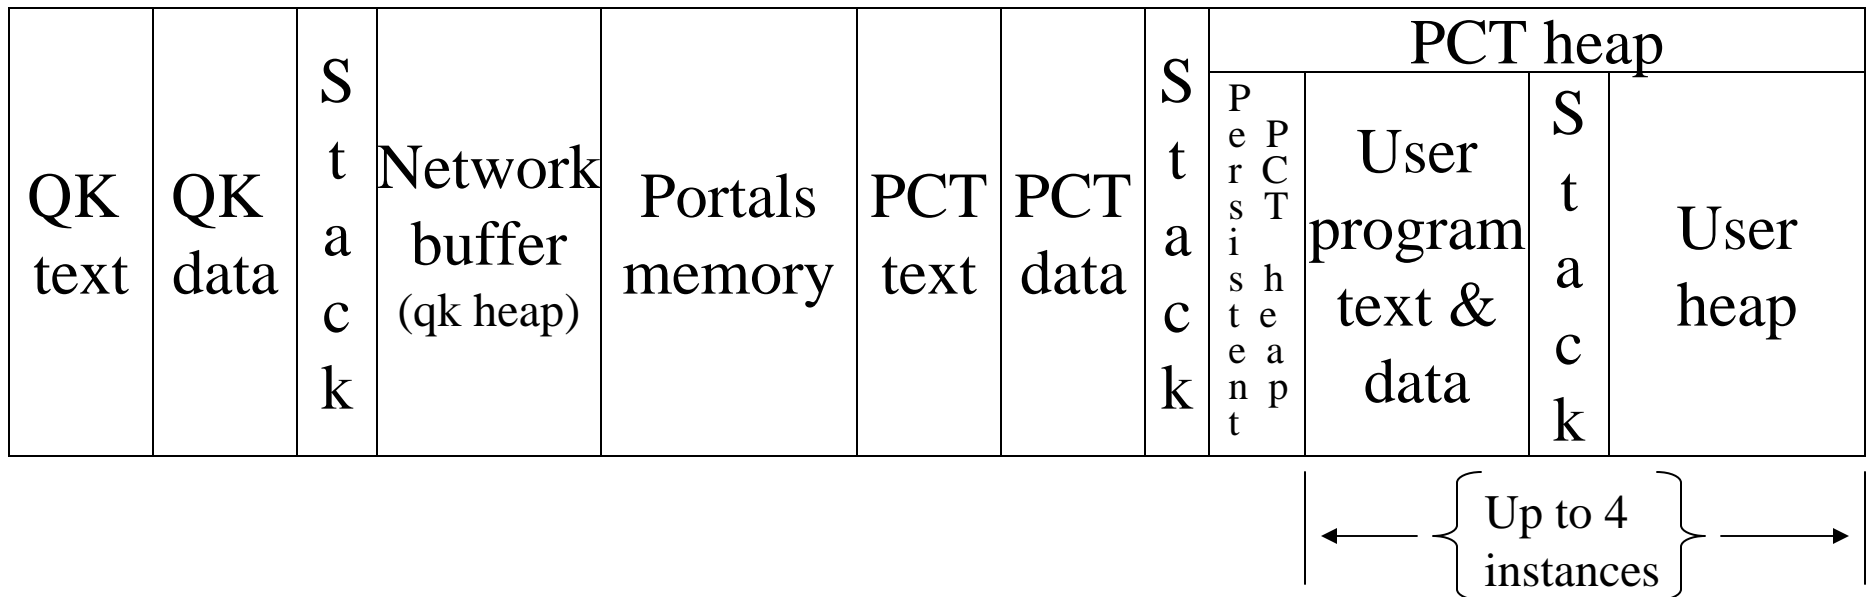 QK
text
QK
data
Stack
Network
buffer
(qk heap)
Portals
memory
PCT
text
PCT
data
Stack
PCT heap
Persistent
PCT heap
User
program
text &
data
Stack
User
heap
Up to 4
instances